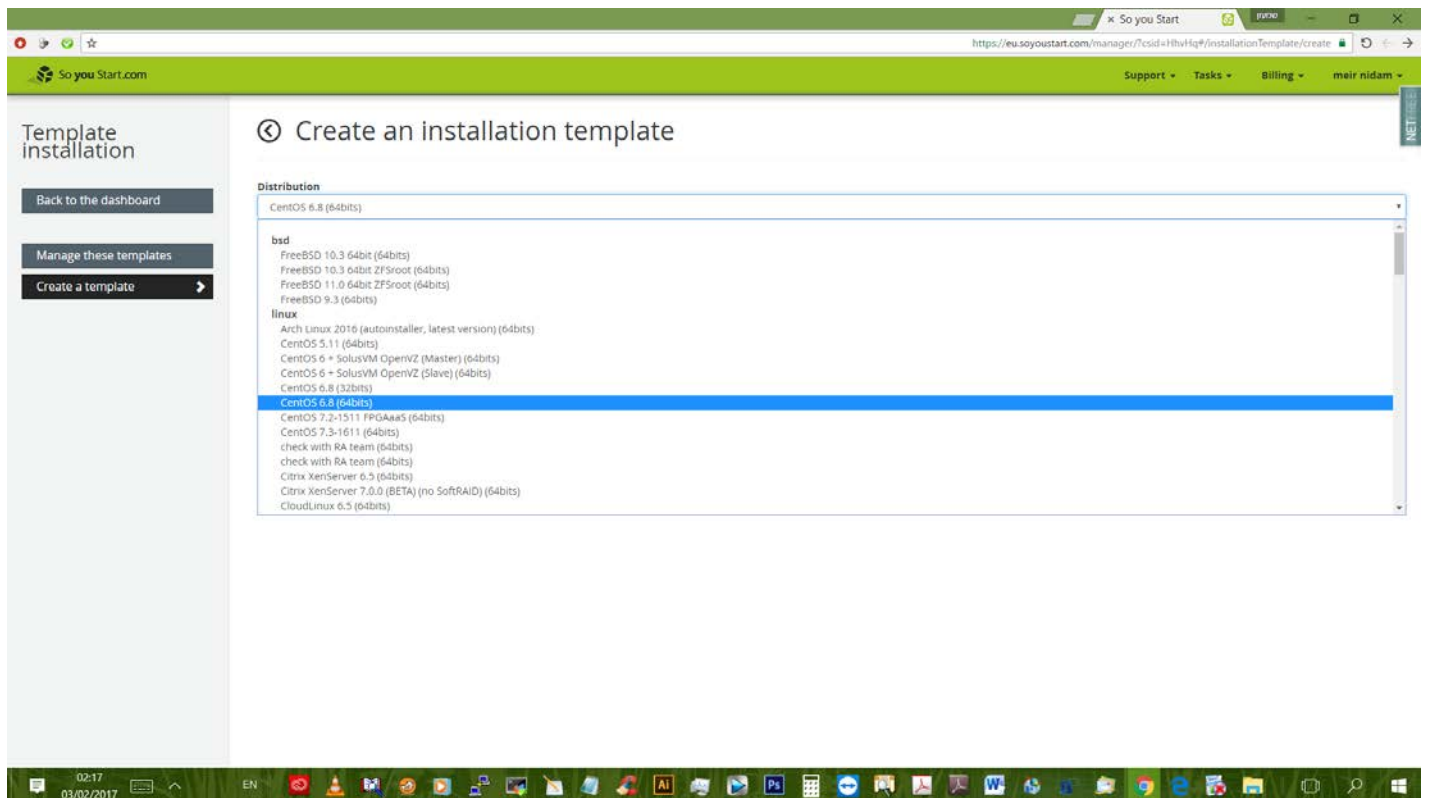 So you Start
שמעון
https://eu.soyoustart.com/manager/?csid=HhvHq#/installationTemplate/create
So you Start.com
Support
Tasks
Billing
meir nidam
NETFREE
Template
installation
Back to the dashboard
Manage these templates
Create a template
Create an installation template
Distribution
CentOS 6.8 (64bits)
bsd
FreeBSD 10.3 64bit (64bits)
FreeBSD 10.3 64bit ZFSroot (64bits)
FreeBSD 11.0 64bit ZFSroot (64bits)
FreeBSD 9.3 (64bits)
linux
Arch Linux 2016 (autoinstaller, latest version) (64bits)
CentOS 5.11 (64bits)
CentOS 6 + SolusVM OpenVZ (Master) (64bits)
CentOS 6 + SolusVM OpenVZ (Slave) (64bits)
CentOS 6.8 (32bits)
CentOS 6.8 (64bits)
CentOS 7.2-1511 FPGAaaS (64bits)
CentOS 7.3-1611 (64bits)
check with RA team (64bits)
check with RA team (64bits)
Citrix XenServer 6.5 (64bits)
Citrix XenServer 7.0.0 (BETA) (no SoftRAID) (64bits)
CloudLinux 6.5 (64bits)
02:17
03/02/2017
EN
Ai
Ps